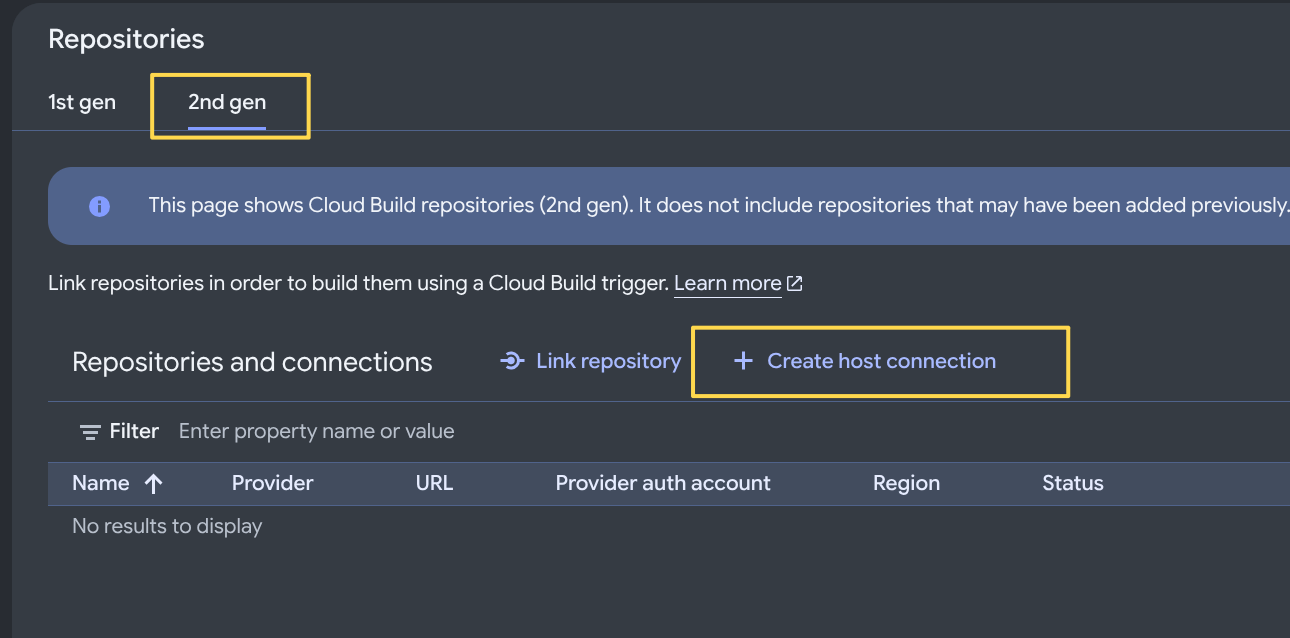 Repositories
1st gen 2nd gen
This page shows Cloud Build repositories (2nd gen). It does not include repositories that may have been added previously.
Link repositories in order to build them using a Cloud Build trigger. Learn more
Repositories and connections Link repository Create host connection
Filter Enter property name or value
Name Provider URL Provider auth account Region Status
No results to display